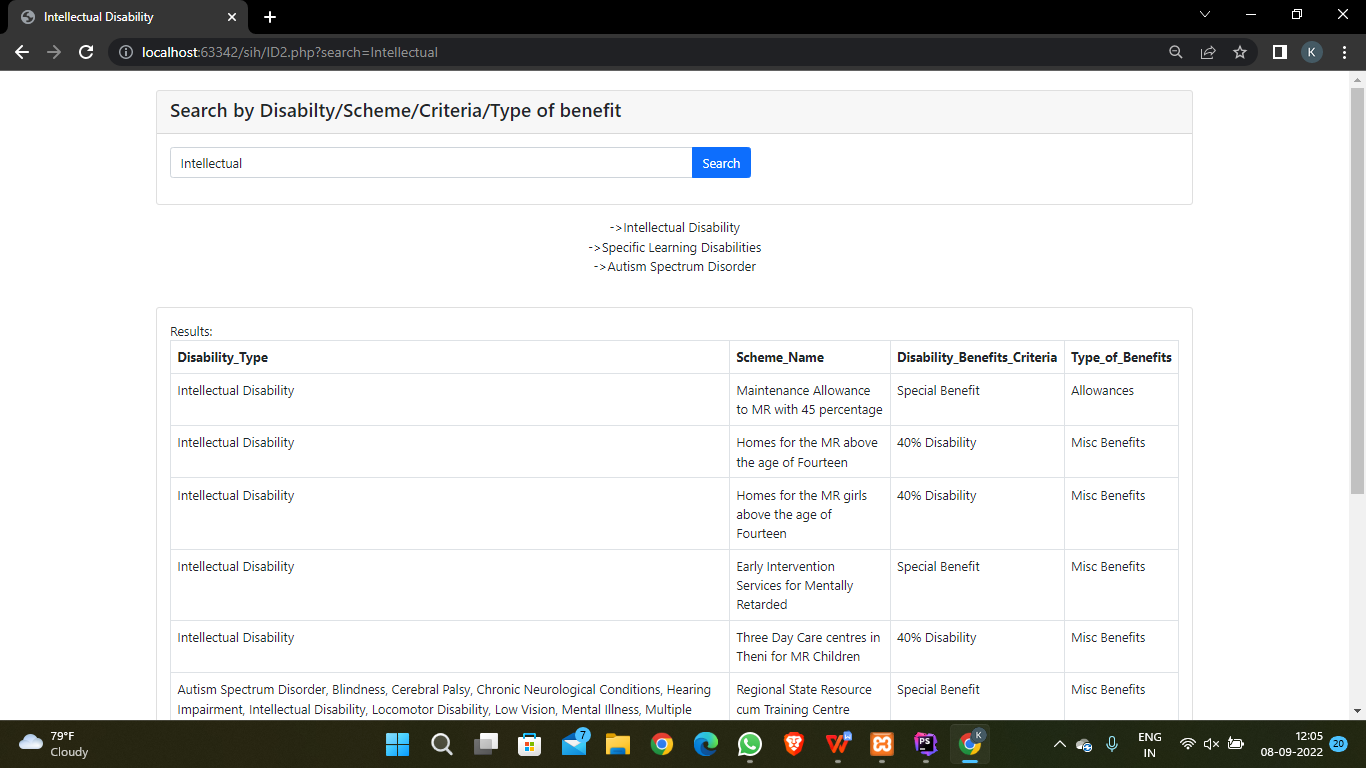 Intellectual Disability
localhost:63342/sih/ID2.php?search=Intellectual
K
Search by Disabilty/Scheme/Criteria/Type of benefit
Intellectual
Search
->Intellectual Disability
->Specific Learning Disabilities
->Autism Spectrum Disorder
Results:
Disability_Type Scheme_Name Disability_Benefits_Criteria Type_of_Benefits
Intellectual Disability Maintenance Allowance Special Benefit Allowances
to MR with 45 percentage
Intellectual Disability Homes for the MR above 40% Disability Misc Benefits
the age of Fourteen
Intellectual Disability Homes for the MR girls 40% Disability Misc Benefits
above the age of
Fourteen
Intellectual Disability Early Intervention Special Benefit Misc Benefits
Services for Mentally
Retarded
Intellectual Disability Three Day Care centres in 40% Disability Misc Benefits
Theni for MR Children
Autism Spectrum Disorder, Blindness, Cerebral Palsy, Chronic Neurological Conditions, Hearing Regional State Resource Special Benefit Misc Benefits
Impairment, Intellectual Disability, Locomotor Disability, Low Vision, Mental Illness, Multiple cum Training Centre
79°F
Cloudy
7
W
PS
K
ENG
IN
12:05
08-09-2022
20